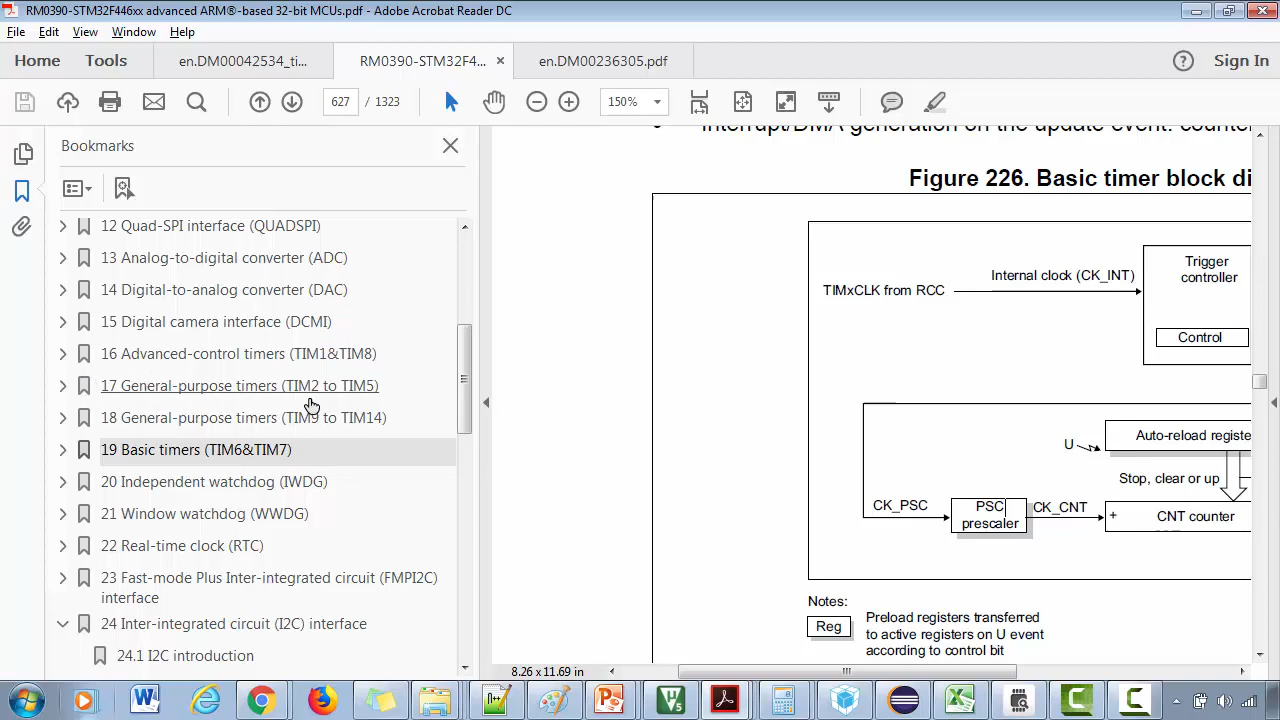 RM0390-STM32F446xx advanced ARM®-based 32-bit MCUs.pdf - Adobe Acrobat Reader DC
File Edit View Window Help
Home Tools en.DM00042534_ti... RM0390-STM32F4... × en.DM00236305.pdf ? Sign In
627 / 1323 150%
Bookmarks
12 Quad-SPI interface (QUADSPI)
13 Analog-to-digital converter (ADC)
14 Digital-to-analog converter (DAC)
15 Digital camera interface (DCMI)
16 Advanced-control timers (TIM1&TIM8)
17 General-purpose timers (TIM2 to TIM5)
18 General-purpose timers (TIM9 to TIM14)
19 Basic timers (TIM6&TIM7)
20 Independent watchdog (IWDG)
21 Window watchdog (WWDG)
22 Real-time clock (RTC)
23 Fast-mode Plus Inter-integrated circuit (FMPI2C)
interface
24 Inter-integrated circuit (I2C) interface
24.1 I2C introduction
Interrupt/DMA generation on the update event: counte
Figure 226. Basic timer block di
TIMxCLK from RCC
Internal clock (CK_INT)
Trigger
controller
Control
U
Auto-reload registe
Stop, clear or up
CK_PSC
PSC
prescaler
CK_CNT
+ CNT counter
Notes:
Reg
Preload registers transferred
to active registers on U event
according to control bit
8.26 x 11.69 in